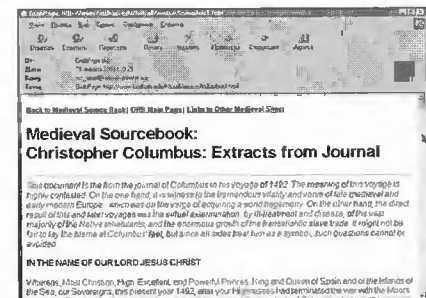 Back to Medieval Source Book | ORB Main Page | Links to Other Medieval Sites
Medieval Sourcebook:
Christopher Columbus: Extracts from Journal
This document is the from the journal of Columbus in his voyage of 1492. The meaning of this voyage is
highly contested. On the one hand, it is witness to the tremendous vitality and verve of late medieval and
early modern Europe - which was on the verge of acquiring a world hegemony. On the other hand, the direct
result of this and later voyages was the virtual extermination, by ill-treatment and disease, of the vast
majority of the Native inhabitants, and the enormous growth of the transatlantic slave trade. It might not be
fair to lay the blame at Columbus' feet, but since all sides treat him as a symbol, such questions cannot be
avoided
IN THE NAME OF OUR LORD JESUS CHRIST
Whereas, Most Christian, High, Excellent, and Powerful Princes, King and Queen of Spain and of the Islands of
the Sea, our Sovereigns, this present year 1492, after your Highnesses had terminated the war with the Moors